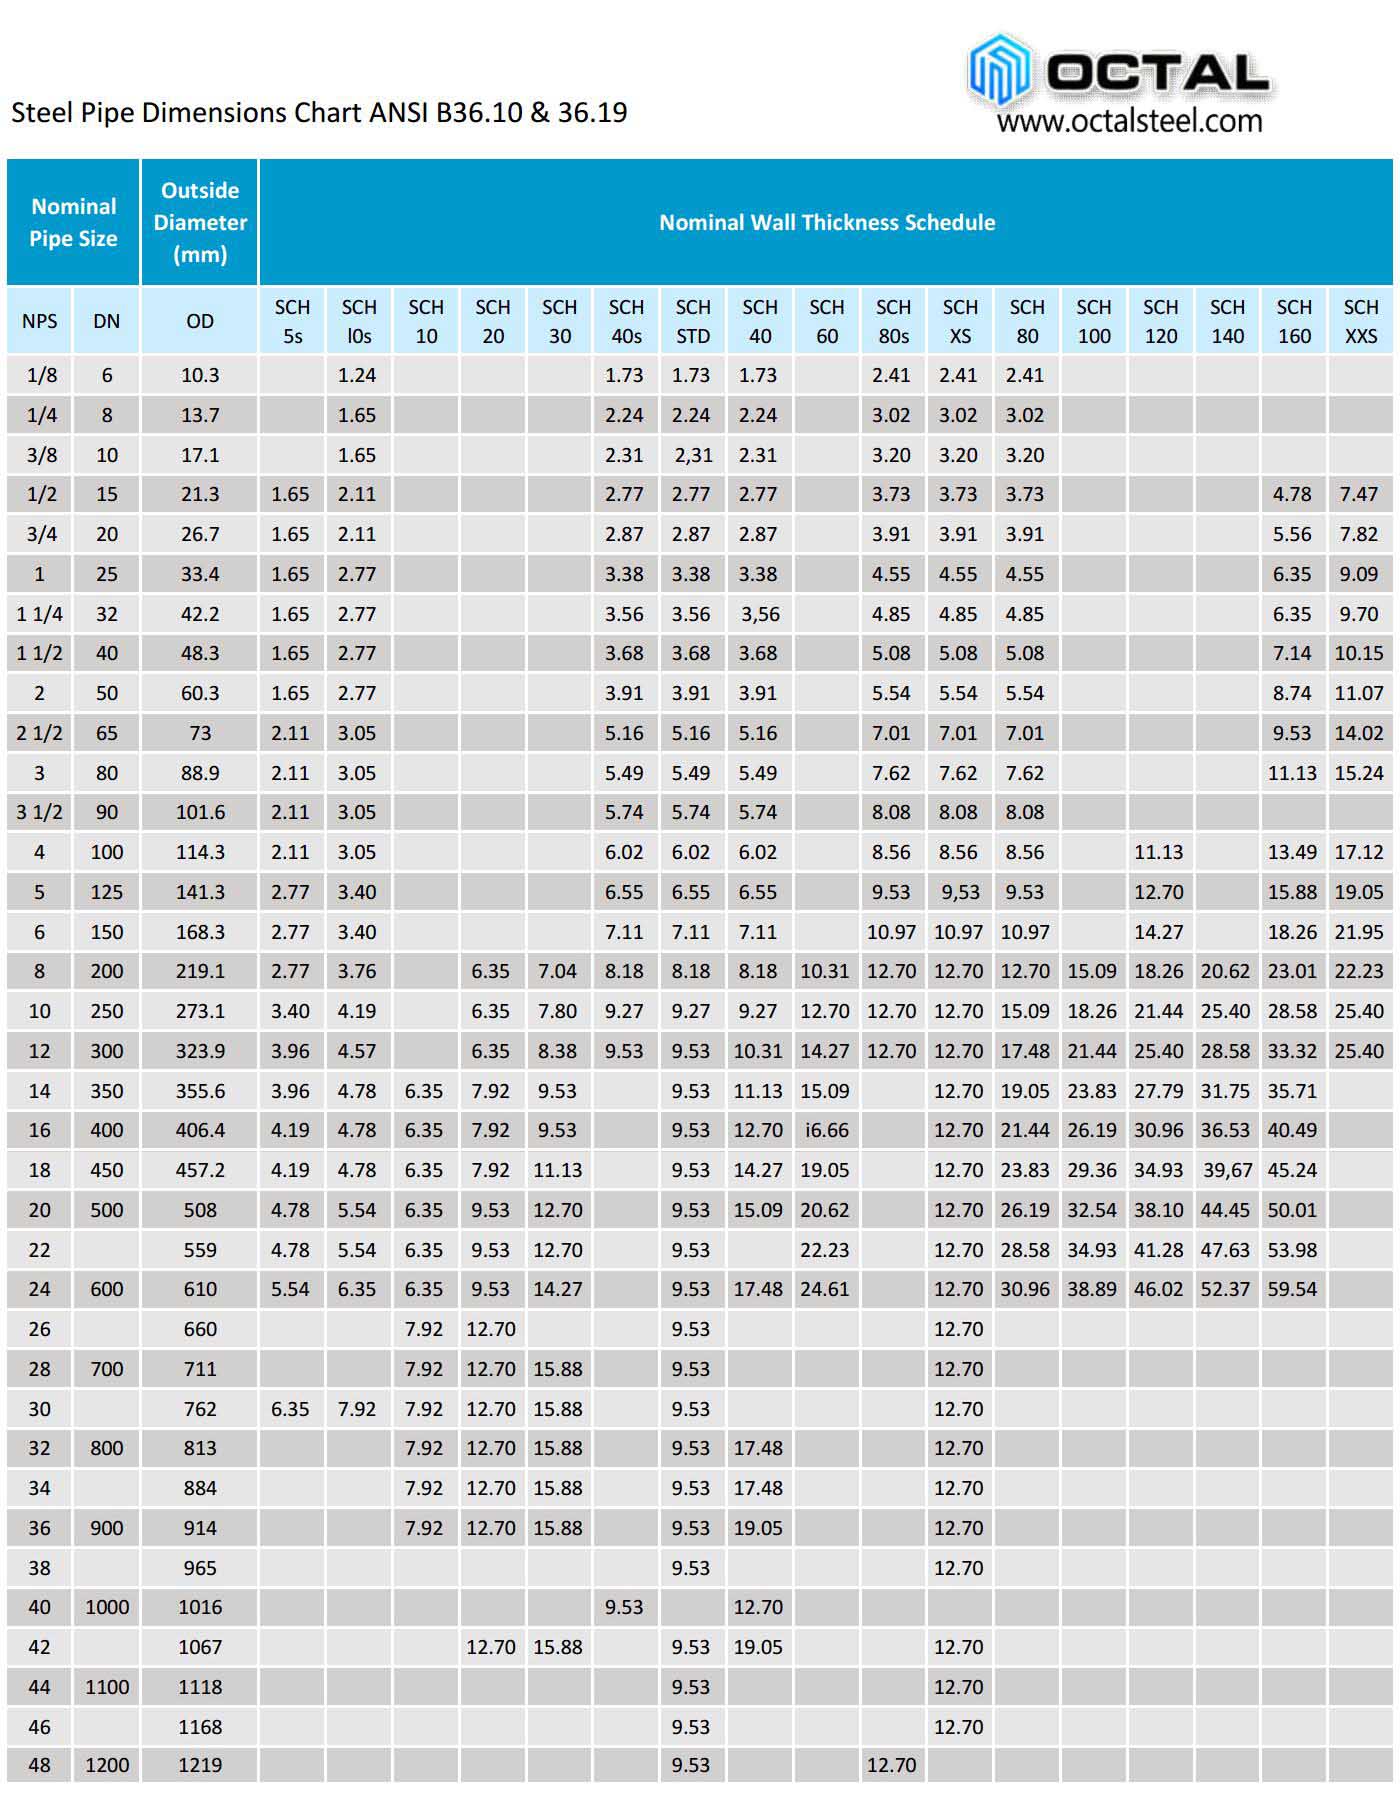 OCTAL
www.octalsteel.com
Steel Pipe Dimensions Chart ANSI B36.10 & 36.19
Nominal Pipe Size Outside Diameter (mm) Nominal Wall Thickness Schedule
NPS DN OD SCH 5s SCH l0s SCH 10 SCH 20 SCH 30 SCH 40s SCH STD SCH 40 SCH 60 SCH 80s SCH XS SCH 80 SCH 100 SCH 120 SCH 140 SCH 160 SCH XXS
1/8 6 10.3 1.24 1.73 1.73 1.73 2.41 2.41 2.41
1/4 8 13.7 1.65 2.24 2.24 2.24 3.02 3.02 3.02
3/8 10 17.1 1.65 2.31 2,31 2.31 3.20 3.20 3.20
1/2 15 21.3 1.65 2.11 2.77 2.77 2.77 3.73 3.73 3.73 4.78 7.47
3/4 20 26.7 1.65 2.11 2.87 2.87 2.87 3.91 3.91 3.91 5.56 7.82
1 25 33.4 1.65 2.77 3.38 3.38 3.38 4.55 4.55 4.55 6.35 9.09
1 1/4 32 42.2 1.65 2.77 3.56 3.56 3,56 4.85 4.85 4.85 6.35 9.70
1 1/2 40 48.3 1.65 2.77 3.68 3.68 3.68 5.08 5.08 5.08 7.14 10.15
2 50 60.3 1.65 2.77 3.91 3.91 3.91 5.54 5.54 5.54 8.74 11.07
2 1/2 65 73 2.11 3.05 5.16 5.16 5.16 7.01 7.01 7.01 9.53 14.02
3 80 88.9 2.11 3.05 5.49 5.49 5.49 7.62 7.62 7.62 11.13 15.24
3 1/2 90 101.6 2.11 3.05 5.74 5.74 5.74 8.08 8.08 8.08
4 100 114.3 2.11 3.05 6.02 6.02 6.02 8.56 8.56 8.56 11.13 13.49 17.12
5 125 141.3 2.77 3.40 6.55 6.55 6.55 9.53 9,53 9.53 12.70 15.88 19.05
6 150 168.3 2.77 3.40 7.11 7.11 7.11 10.97 10.97 10.97 14.27 18.26 21.95
8 200 219.1 2.77 3.76 6.35 7.04 8.18 8.18 8.18 10.31 12.70 12.70 12.70 15.09 18.26 20.62 23.01 22.23
10 250 273.1 3.40 4.19 6.35 7.80 9.27 9.27 9.27 12.70 12.70 12.70 15.09 18.26 21.44 25.40 28.58 25.40
12 300 323.9 3.96 4.57 6.35 8.38 9.53 9.53 10.31 14.27 12.70 12.70 17.48 21.44 25.40 28.58 33.32 25.40
14 350 355.6 3.96 4.78 6.35 7.92 9.53 9.53 11.13 15.09 12.70 19.05 23.83 27.79 31.75 35.71
16 400 406.4 4.19 4.78 6.35 7.92 9.53 9.53 12.70 i6.66 12.70 21.44 26.19 30.96 36.53 40.49
18 450 457.2 4.19 4.78 6.35 7.92 11.13 9.53 14.27 19.05 12.70 23.83 29.36 34.93 39,67 45.24
20 500 508 4.78 5.54 6.35 9.53 12.70 9.53 15.09 20.62 12.70 26.19 32.54 38.10 44.45 50.01
22 559 4.78 5.54 6.35 9.53 12.70 9.53 22.23 12.70 28.58 34.93 41.28 47.63 53.98
24 600 610 5.54 6.35 6.35 9.53 14.27 9.53 17.48 24.61 12.70 30.96 38.89 46.02 52.37 59.54
26 660 7.92 12.70 9.53 12.70
28 700 711 7.92 12.70 15.88 9.53 12.70
30 762 6.35 7.92 7.92 12.70 15.88 9.53 12.70
32 800 813 7.92 12.70 15.88 9.53 17.48 12.70
34 884 7.92 12.70 15.88 9.53 17.48 12.70
36 900 914 7.92 12.70 15.88 9.53 19.05 12.70
38 965 9.53 12.70
40 1000 1016 9.53 12.70
42 1067 12.70 15.88 9.53 19.05 12.70
44 1100 1118 9.53 12.70
46 1168 9.53 12.70
48 1200 1219 9.53 12.70